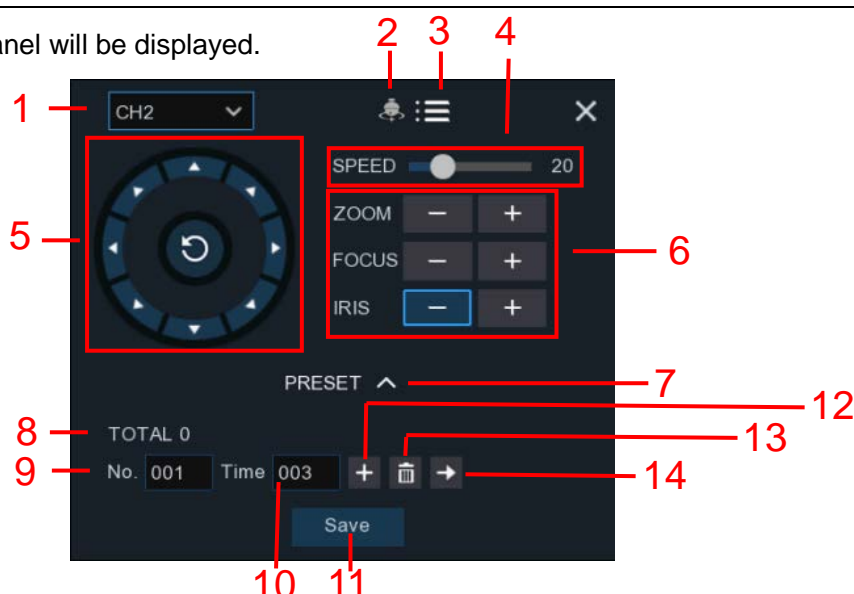 anel will be displayed.
2 3 4
1 CH2
SPEED 20
ZOOM − +
5 FOCUS − + 6
IRIS − +
PRESET 7
12
8 TOTAL 0 13
9 No. 001 Time 003 + 14
Save
10 11